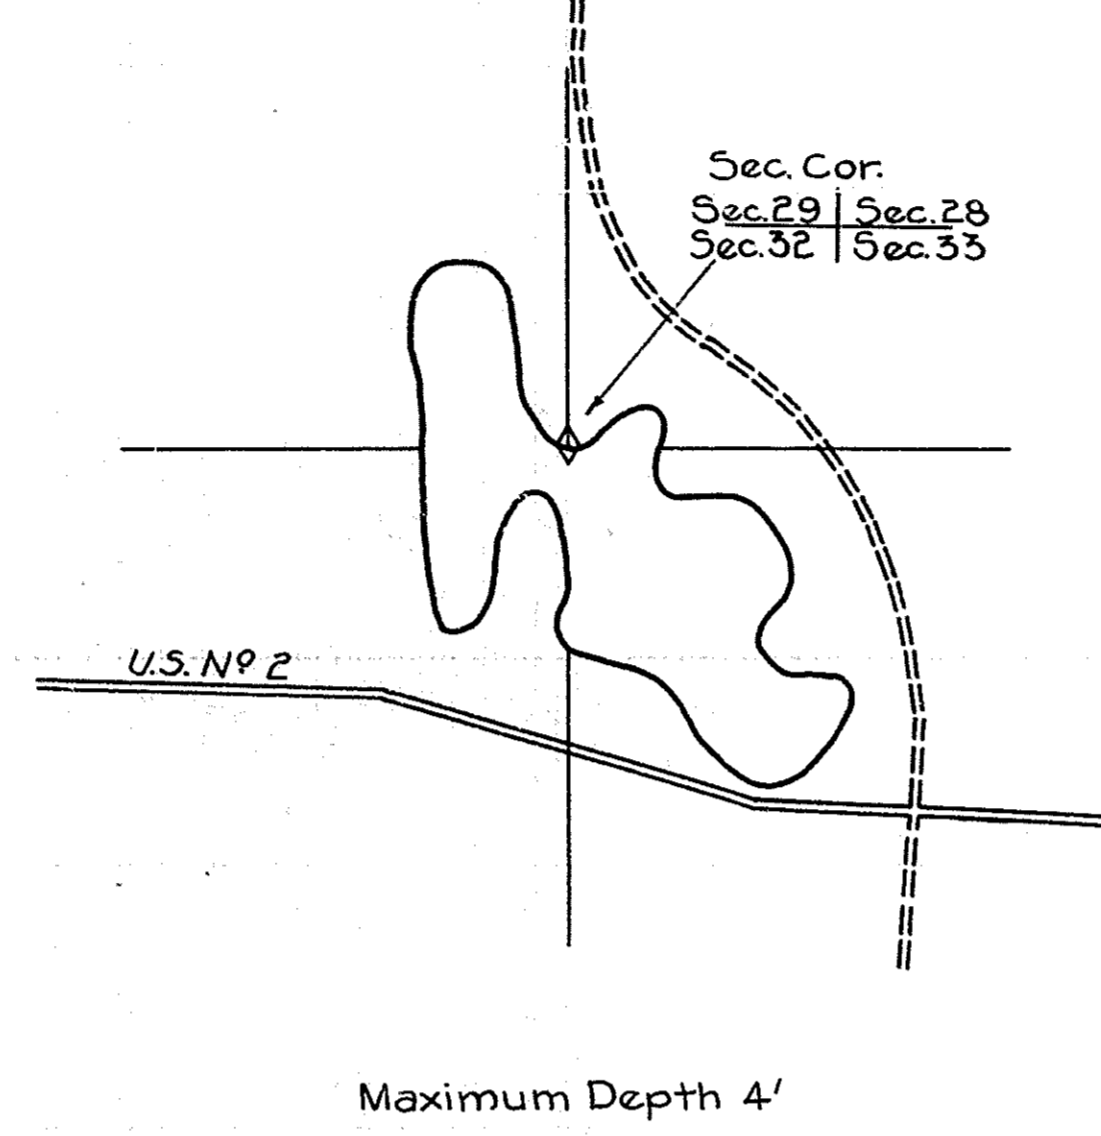 Sec. Cor.
Sec.29 | Sec.28
Sec.32 | Sec.33
U.S. Nº 2
Maximum Depth 4'